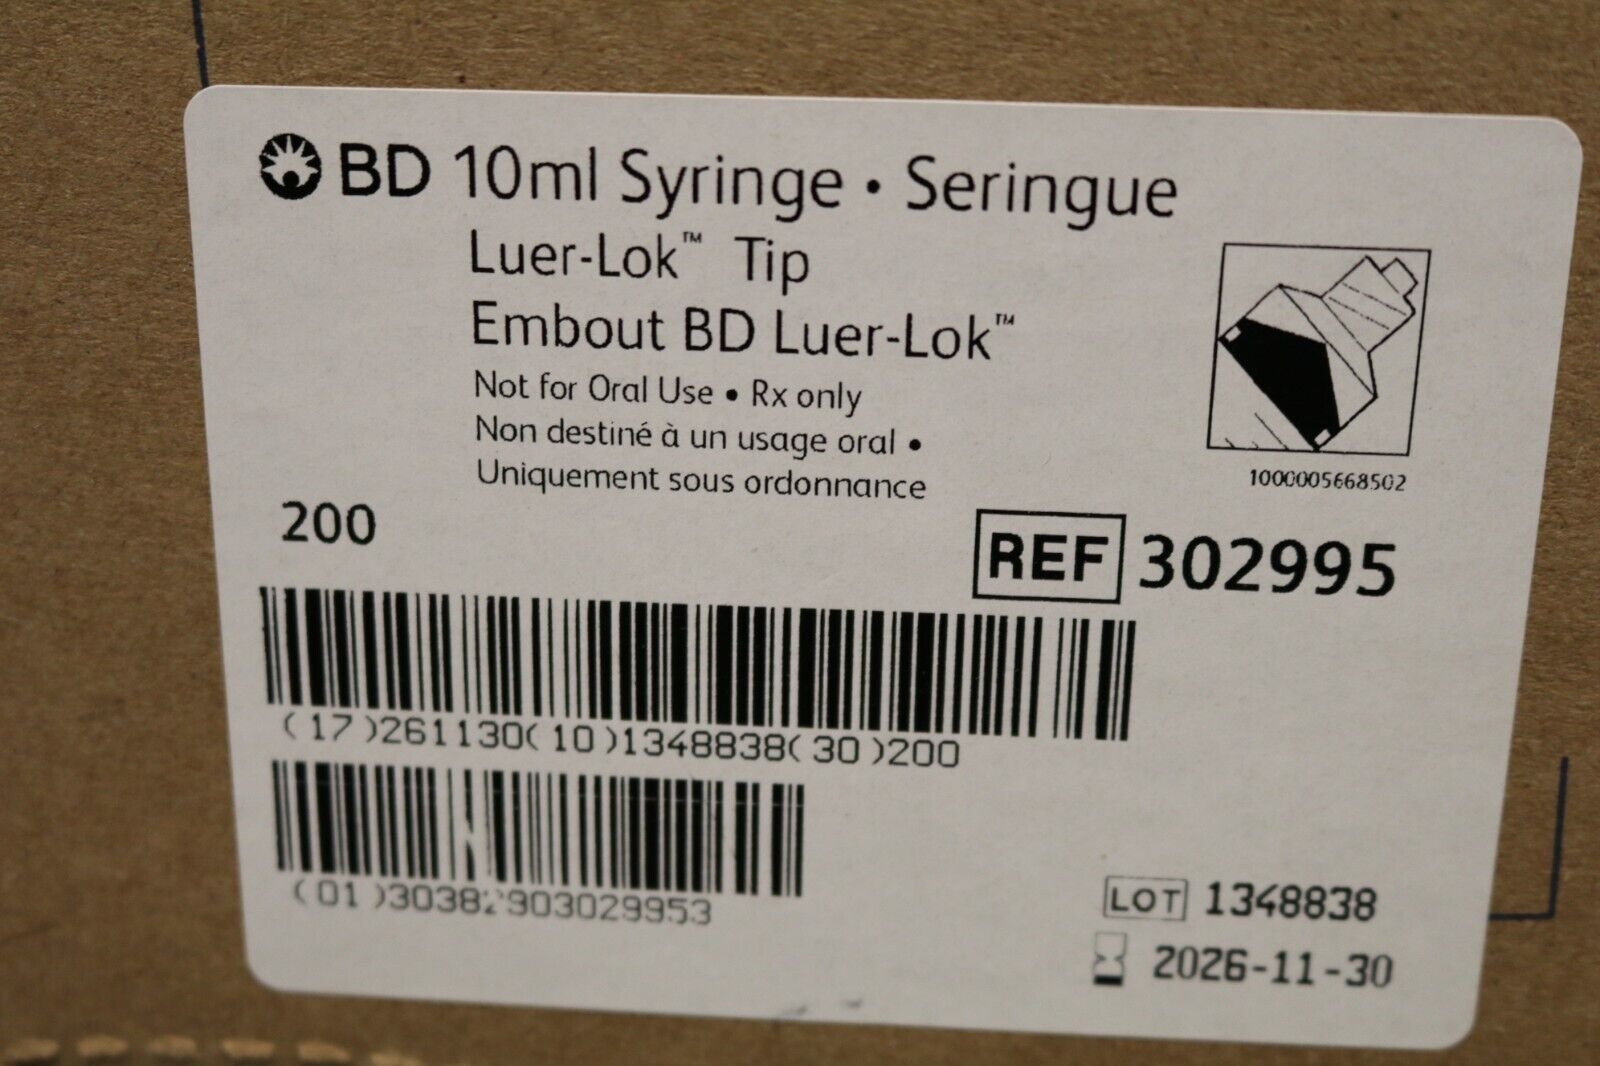 BD 10ml Syringe • Seringue
Luer-Lok™ Tip
Embout BD Luer-Lok™
Not for Oral Use • Rx only
Non destiné à un usage oral •
Uniquement sous ordonnance
1000005668502
200
REF 302995
(17)261130(10)1348838(30)200
(01)30382903029953
LOT 1348838
2026-11-30